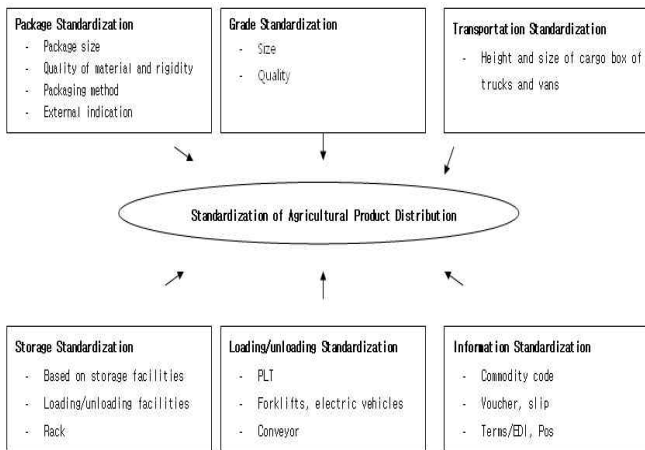 Package Standardization
- Package size
- Quality of material and rigidity
- Packaging method
- External indication
Grade Standardization
- Size
- Quality
Transportation Standardization
- Height and size of cargo box of
trucks and vans
Standardization of Agricultural Product Distribution
Storage Standardization
- Based on storage facilities
- Loading/unloading facilities
- Rack
Loading/unloading Standardization
- PLT
- Forklifts, electric vehicles
- Conveyor
Information Standardization
- Commodity code
- Voucher, slip
- Terms/EDI, Pos